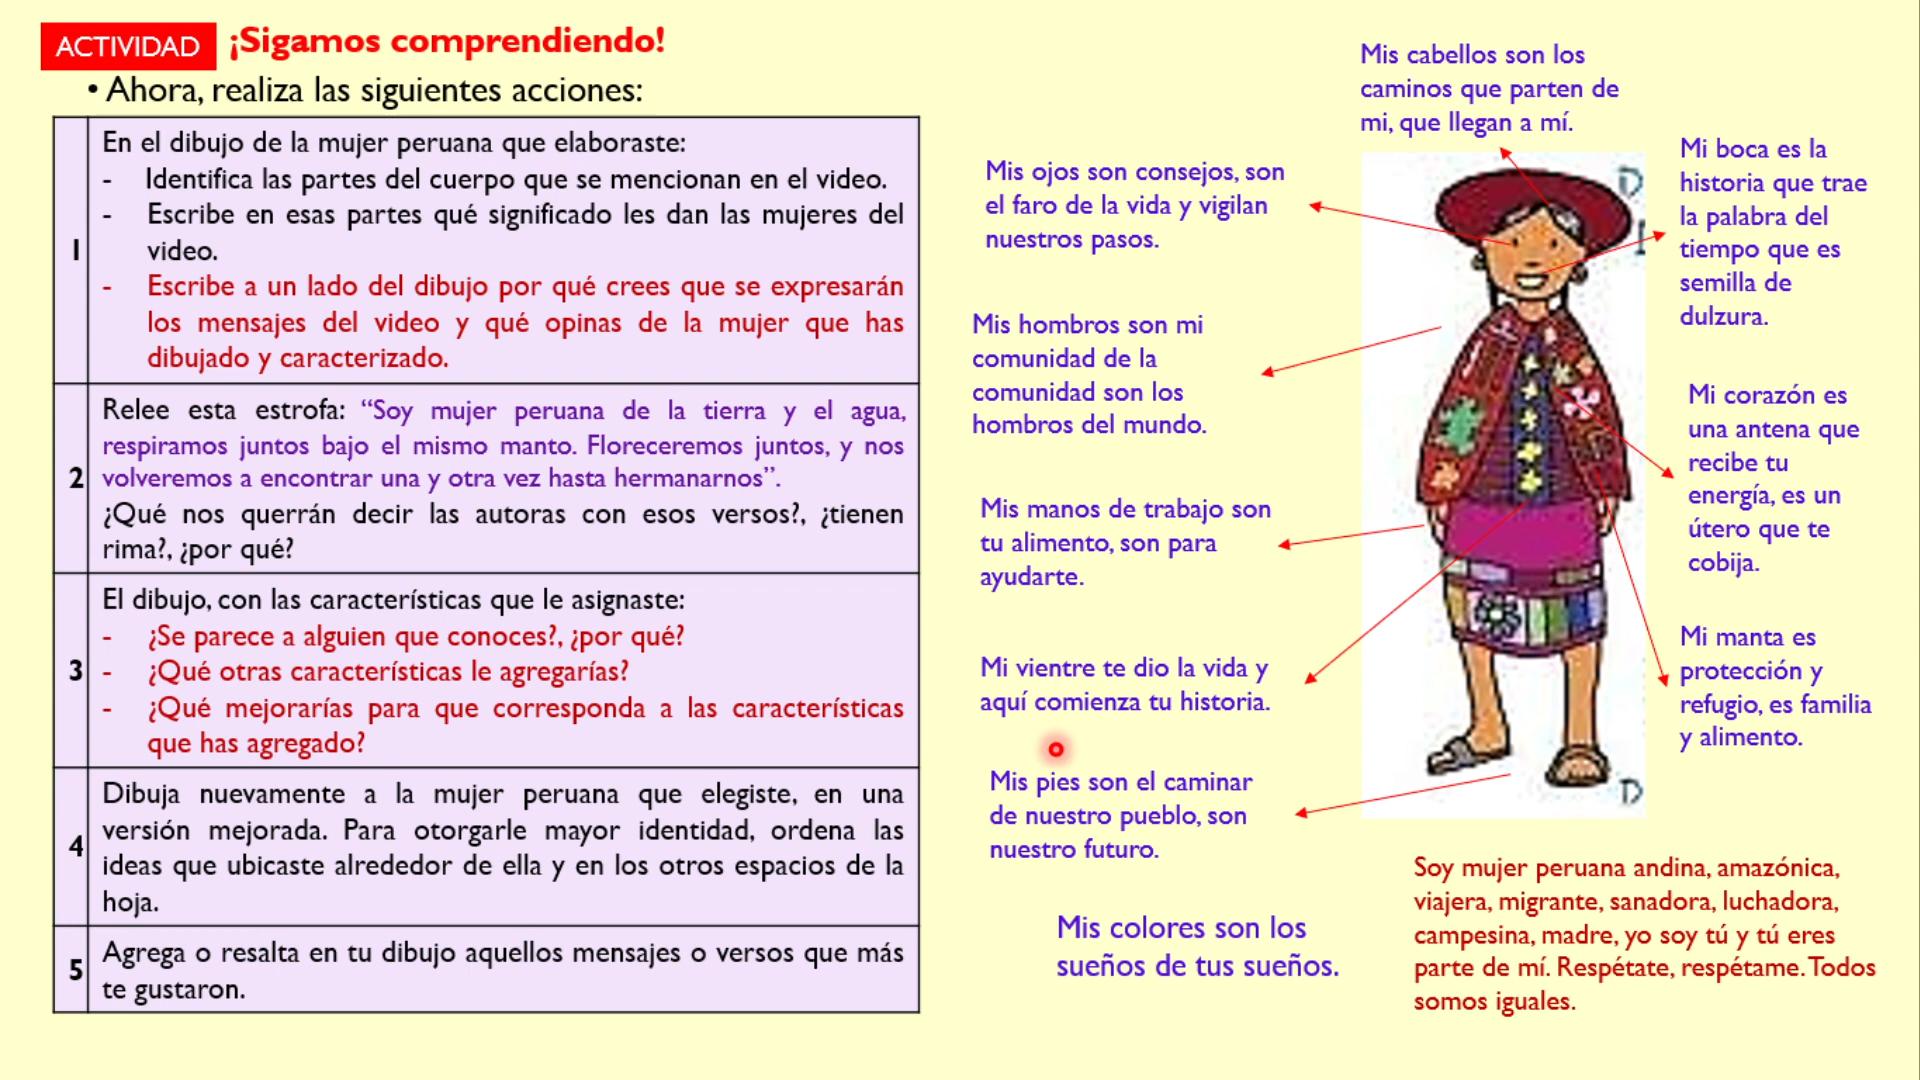 ACTIVIDAD ¡Sigamos comprendiendo!
• Ahora, realiza las siguientes acciones:
1
En el dibujo de la mujer peruana que elaboraste:
- Identifica las partes del cuerpo que se mencionan en el video.
- Escribe en esas partes qué significado les dan las mujeres del
video.
- Escribe a un lado del dibujo por qué crees que se expresarán
los mensajes del video y qué opinas de la mujer que has
dibujado y caracterizado.
2
Relee esta estrofa: “Soy mujer peruana de la tierra y el agua,
respiramos juntos bajo el mismo manto. Floreceremos juntos, y nos
volveremos a encontrar una y otra vez hasta hermanarnos”.
¿Qué nos querrán decir las autoras con esos versos?, ¿tienen
rima?, ¿por qué?
3
El dibujo, con las características que le asignaste:
- ¿Se parece a alguien que conoces?, ¿por qué?
- ¿Qué otras características le agregarías?
- ¿Qué mejorarías para que corresponda a las características
que has agregado?
4
Dibuja nuevamente a la mujer peruana que elegiste, en una
versión mejorada. Para otorgarle mayor identidad, ordena las
ideas que ubicaste alrededor de ella y en los otros espacios de la
hoja.
5
Agrega o resalta en tu dibujo aquellos mensajes o versos que más
te gustaron.
Mis cabellos son los
caminos que parten de
mi, que llegan a mí.
Mis ojos son consejos, son
el faro de la vida y vigilan
nuestros pasos.
Mi boca es la
historia que trae
la palabra del
tiempo que es
semilla de
dulzura.
Mis hombros son mi
comunidad de la
comunidad son los
hombros del mundo.
Mi corazón es
una antena que
recibe tu
energía, es un
útero que te
cobija.
Mis manos de trabajo son
tu alimento, son para
ayudarte.
Mi vientre te dio la vida y
aquí comienza tu historia.
Mi manta es
protección y
refugio, es familia
y alimento.
Mis pies son el caminar
de nuestro pueblo, son
nuestro futuro.
Mis colores son los
sueños de tus sueños.
Soy mujer peruana andina, amazónica,
viajera, migrante, sanadora, luchadora,
campesina, madre, yo soy tú y tú eres
parte de mí. Respétate, respétame. Todos
somos iguales.
D
D